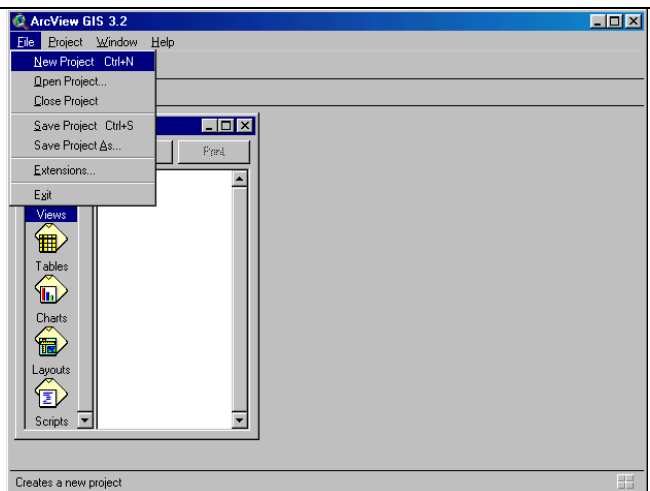 ArcView GIS 3.2
File Project Window Help
New Project Ctrl+N
Open Project...
Close Project
Save Project Ctrl+S
Save Project As...
Extensions...
Exit
Print
Views
Tables
Charts
Layouts
Scripts
Creates a new project